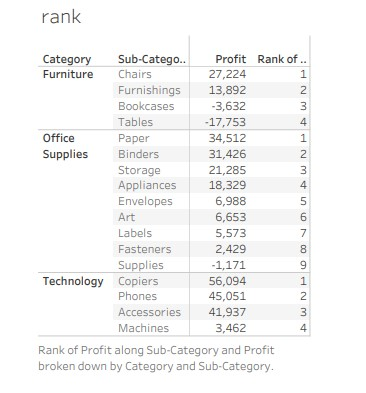 rank
Category Sub-Catego.. Profit Rank of ..
Furniture Chairs 27,224 1
Furnishings 13,892 2
Bookcases -3,632 3
Tables -17,753 4
Office Paper 34,512 1
Supplies Binders 31,426 2
Storage 21,285 3
Appliances 18,329 4
Envelopes 6,988 5
Art 6,653 6
Labels 5,573 7
Fasteners 2,429 8
Supplies -1,171 9
Technology Copiers 56,094 1
Phones 45,051 2
Accessories 41,937 3
Machines 3,462 4
Rank of Profit along Sub-Category and Profit
broken down by Category and Sub-Category.